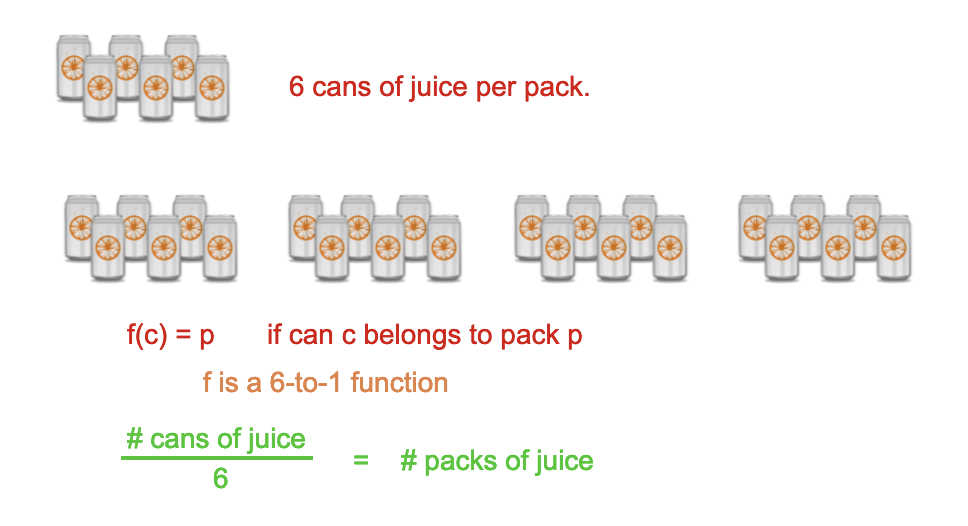 6 cans of juice per pack.
f(c) = p if can c belongs to pack p
f is a 6-to-1 function
# cans of juice
6
= # packs of juice